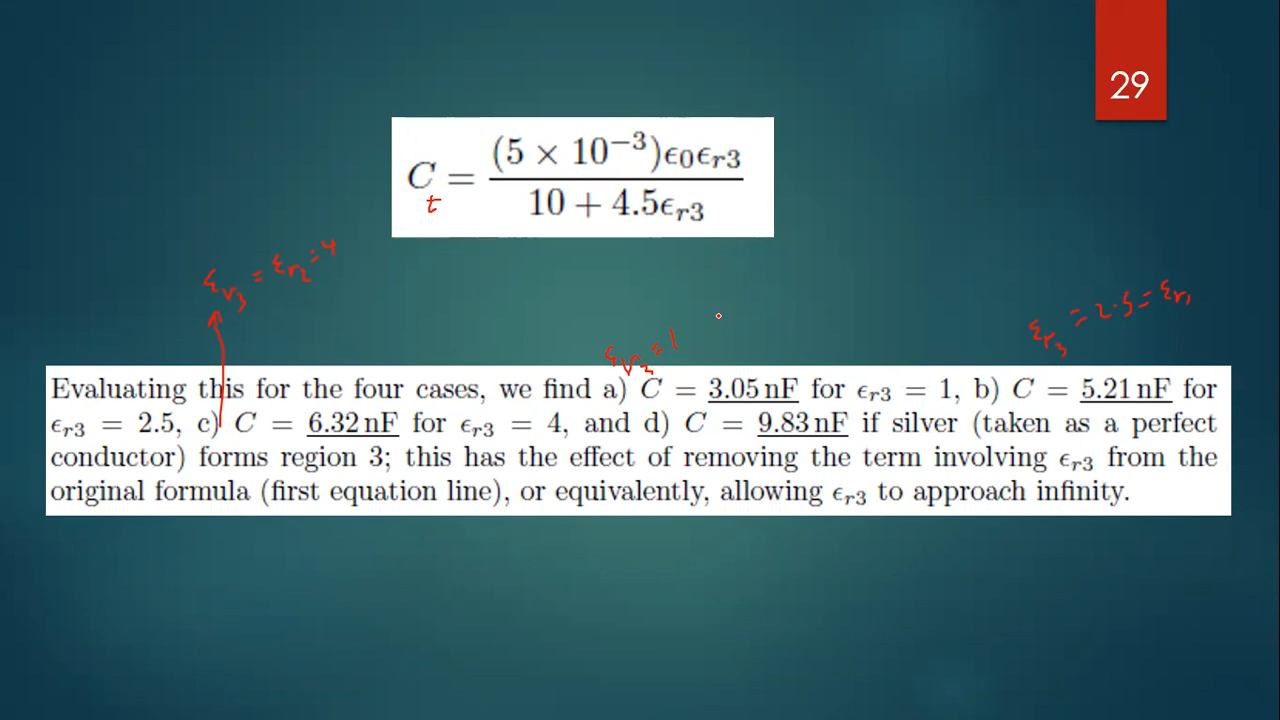 29
C = (5 × 10⁻³)ϵ₀ϵᵣ₃ / 10 + 4.5ϵᵣ₃
t
εr₃ = εr₂ = 4
εr₃ = 2.5 = εr₁
εr₃ = 1
Evaluating this for the four cases, we find a) C = 3.05 nF for ϵᵣ₃ = 1, b) C = 5.21 nF for
ϵᵣ₃ = 2.5, c) C = 6.32 nF for ϵᵣ₃ = 4, and d) C = 9.83 nF if silver (taken as a perfect
conductor) forms region 3; this has the effect of removing the term involving ϵᵣ₃ from the
original formula (first equation line), or equivalently, allowing ϵᵣ₃ to approach infinity.